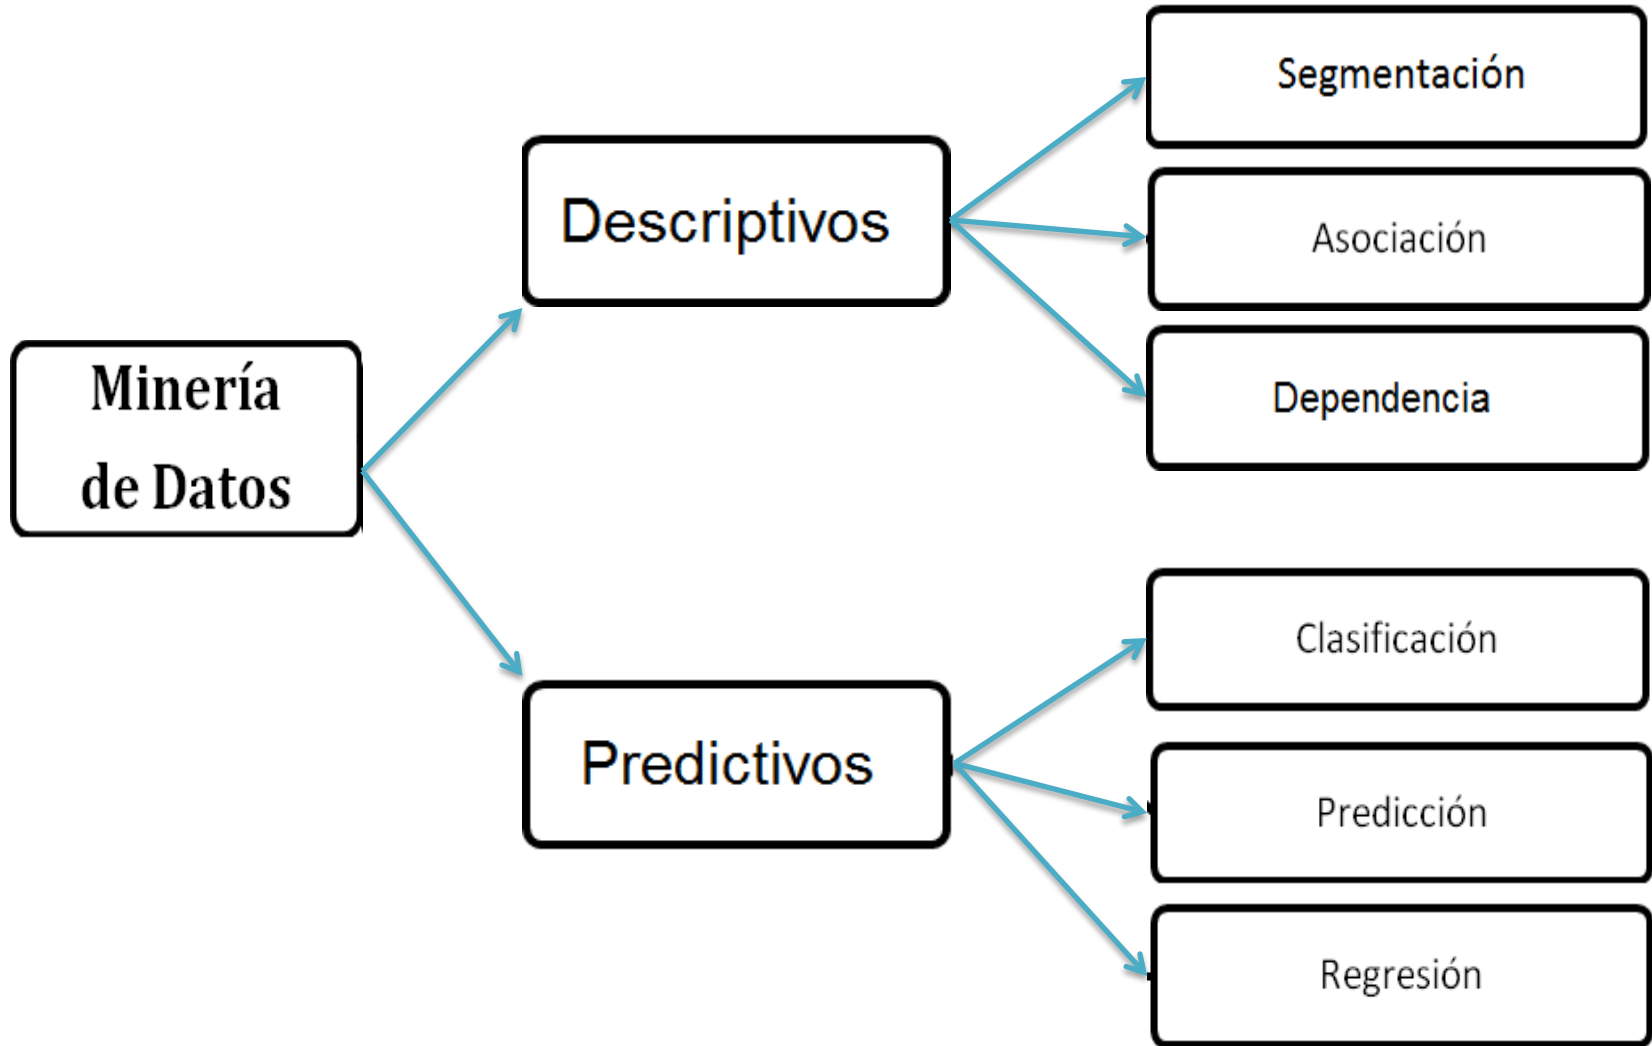 Minería
de Datos
Descriptivos
Segmentación
Asociación
Dependencia
Predictivos
Clasificación
Predicción
Regresión